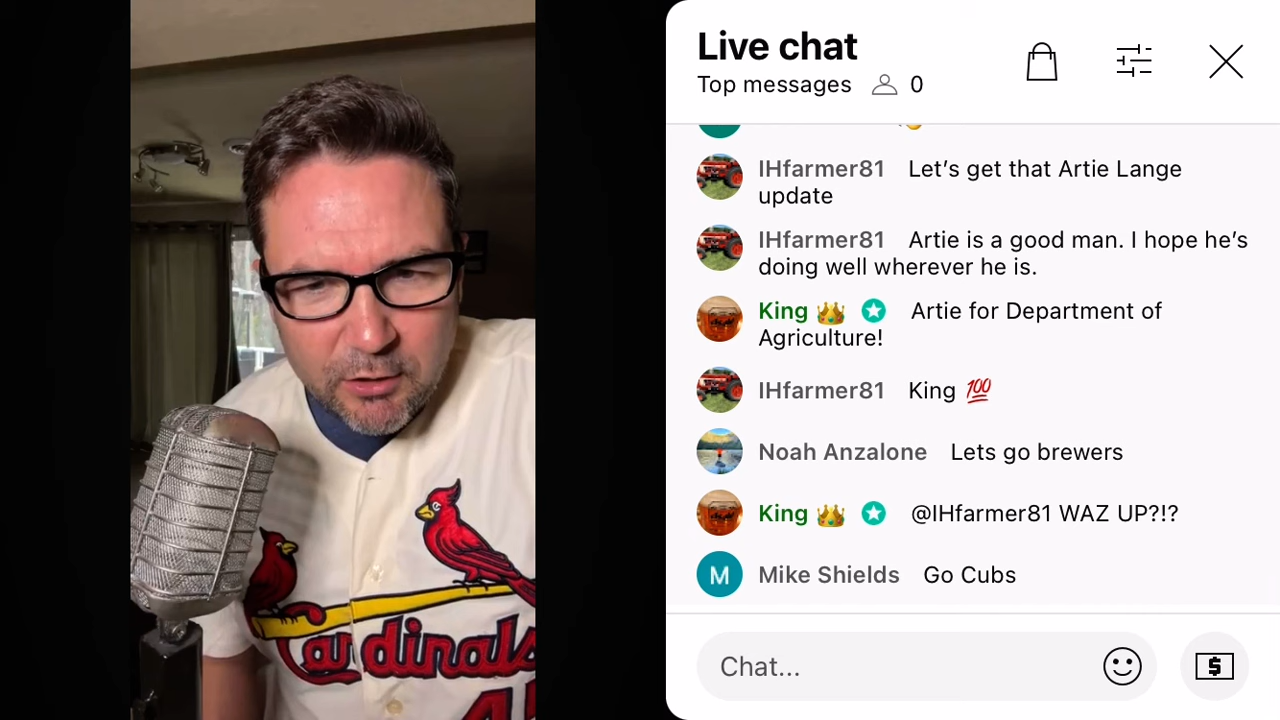 Live chat
Top messages 0
IHfarmer81 Let's get that Artie Lange
update
IHfarmer81 Artie is a good man. I hope he's
doing well wherever he is.
King 👑 Artie for Department of
Agriculture!
IHfarmer81 King 💯
Noah Anzalone Lets go brewers
King 👑 @IHfarmer81 WAZ UP?!?
M Mike Shields Go Cubs
Chat...
$
Cardinals